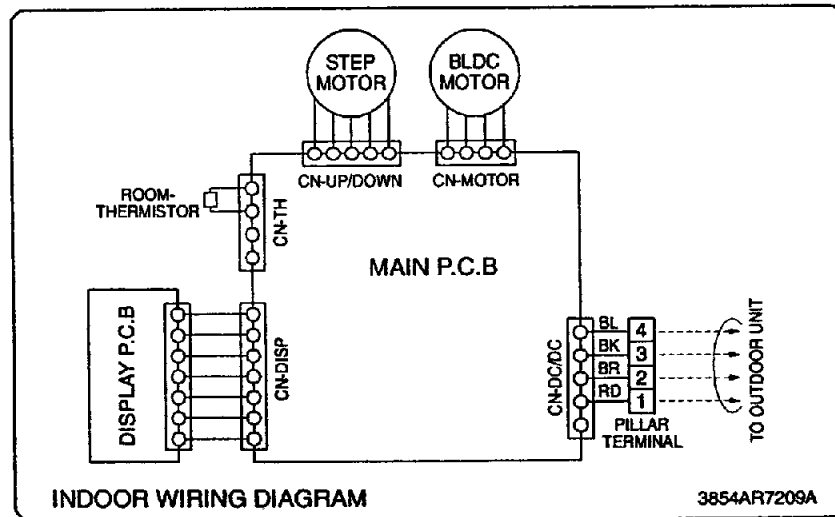 STEP
MOTOR
BLDC
MOTOR
CN-UP/DOWN
CN-MOTOR
ROOM-
THERMISTOR
CN-TH
MAIN P.C.B
DISPLAY P.C.B
CN-DISP
CN-DC/DC
BL 4
BK 3
BR 2
RD 1
PILLAR
TERMINAL
TO OUTDOOR UNIT
INDOOR WIRING DIAGRAM
3854AR7209A